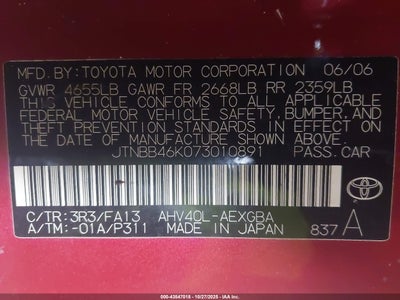 MFD.BY:TOYOTA MOTOR CORPORATION 06/06
GVWR 4655LB GAWR FR 2668LB RR 2359LB
THIS VEHICLE CONFORMS TO ALL APPLICABLE
FEDERAL MOTOR VEHICLE SAFETY,BUMPER,AND
THEFT PREVENTION STANDARDS IN EFFECT ON
THE DATE OF MANUFACTURE SHOWN ABOVE.
JTNBB46K073010891 PASS.CAR
C/TR:3R3/FA13 AHV40L-AEXGBA
A/TM:-01A/P311 MADE IN JAPAN 837 A
TOYOTA
000-43547018 - 10/27/2025 - IAA